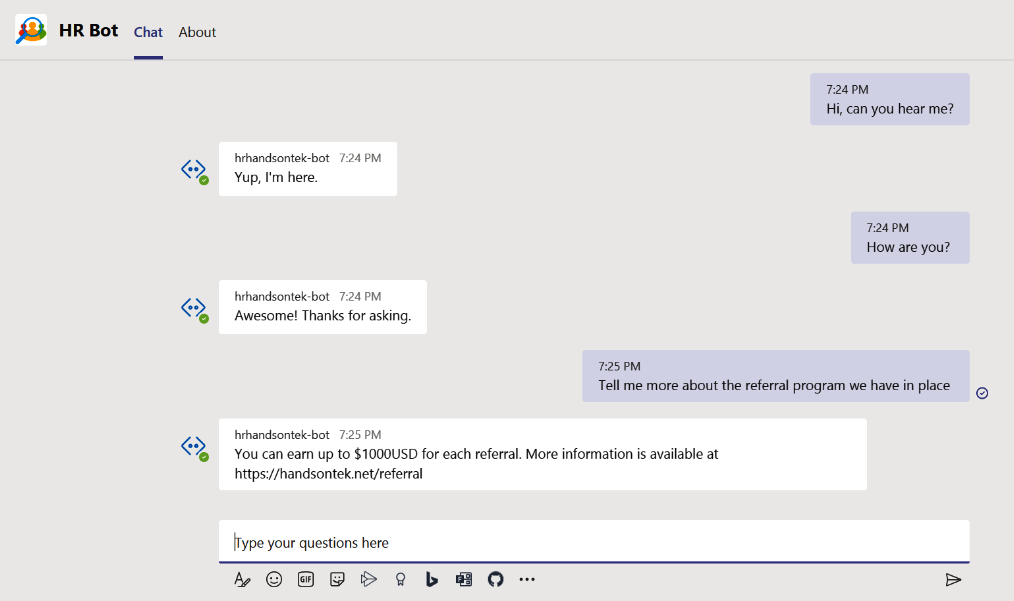 HR Bot Chat About
7:24 PM
Hi, can you hear me?
hrhandsontek-bot 7:24 PM
Yup, I'm here.
7:24 PM
How are you?
hrhandsontek-bot 7:24 PM
Awesome! Thanks for asking.
7:25 PM
Tell me more about the referral program we have in place
hrhandsontek-bot 7:25 PM
You can earn up to $1000USD for each referral. More information is available at
https://handsontek.net/referral
Type your questions here
GIF